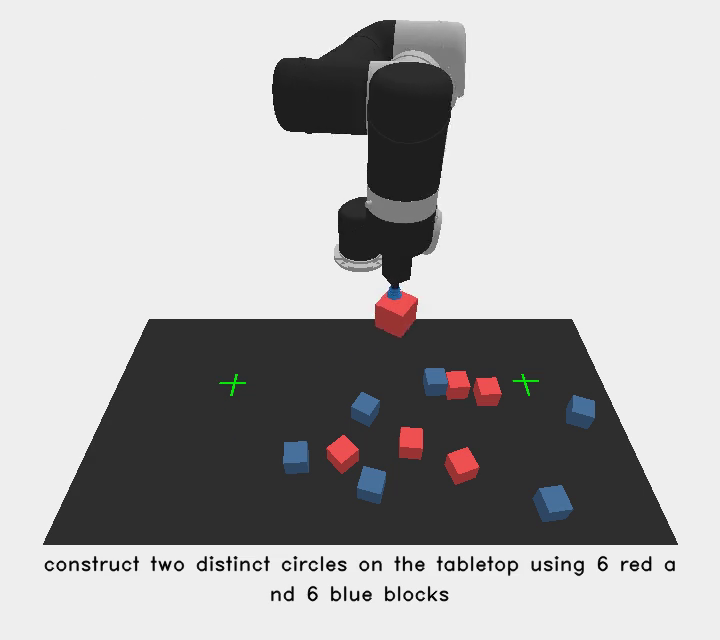 construct two distinct circles on the tabletop using 6 red a
nd 6 blue blocks